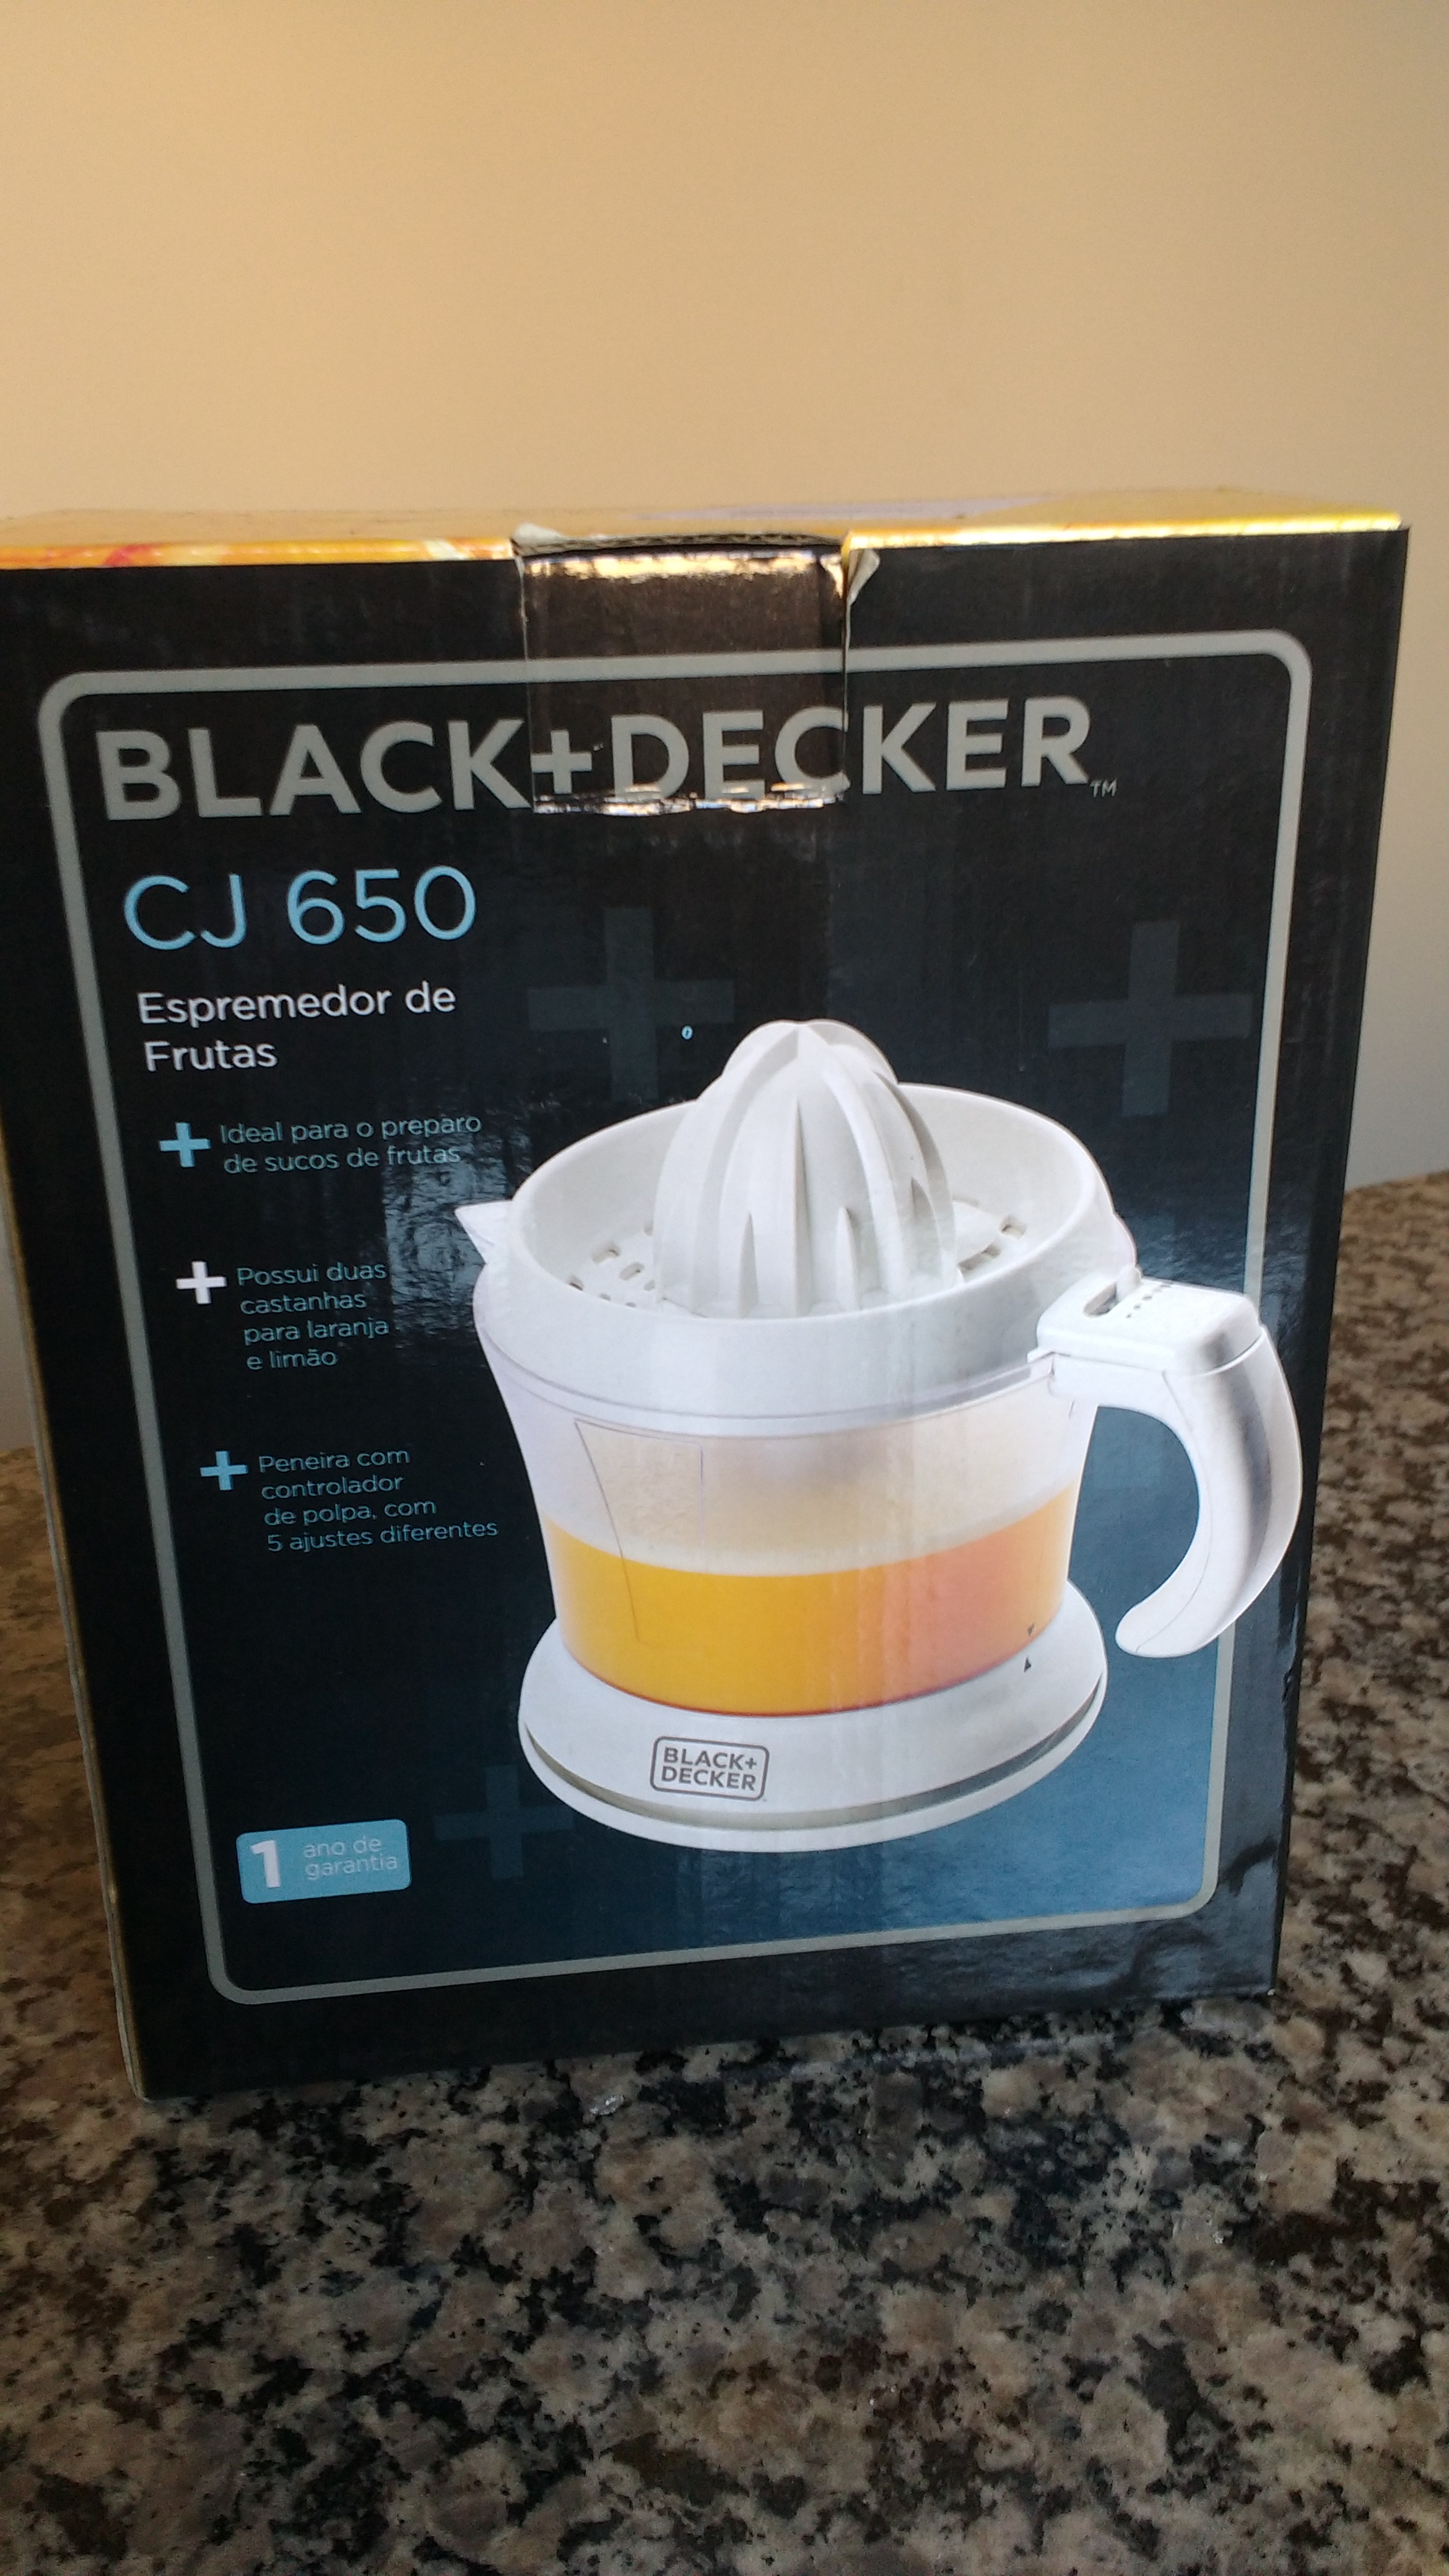 BLACK+DECKER™
CJ 650
Espremedor de
Frutas
Ideal para o preparo
de sucos de frutas
Possui duas
castanhas
para laranja
e limão
Peneira com
controlador
de polpa, com
5 ajustes diferentes
BLACK+
DECKER
1 ano de
garantia